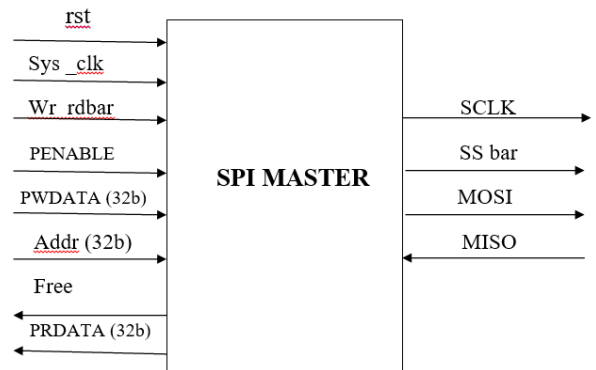 rst
Sys _clk
Wr_rdbar
PENABLE
PWDATA (32b)
Addr (32b)
Free
PRDATA (32b)
SPI MASTER
SCLK
SS bar
MOSI
MISO